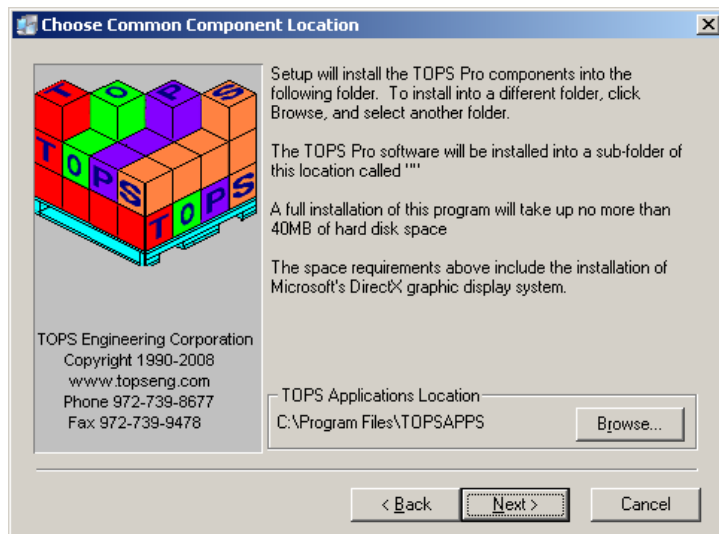 Choose Common Component Location
Setup will install the TOPS Pro components into the
following folder. To install into a different folder, click
Browse, and select another folder.
The TOPS Pro software will be installed into a sub-folder of
this location called '""
A full installation of this program will take up no more than
40MB of hard disk space
The space requirements above include the installation of
Microsoft's DirectX graphic display system.
T O P S
T O P S
T O P S
TOPS Engineering Corporation
Copyright 1990-2008
www.topseng.com
Phone 972-739-8677
Fax 972-739-9478
TOPS Applications Location
C:\Program Files\TOPSAPPS
Browse...
< Back
Next >
Cancel